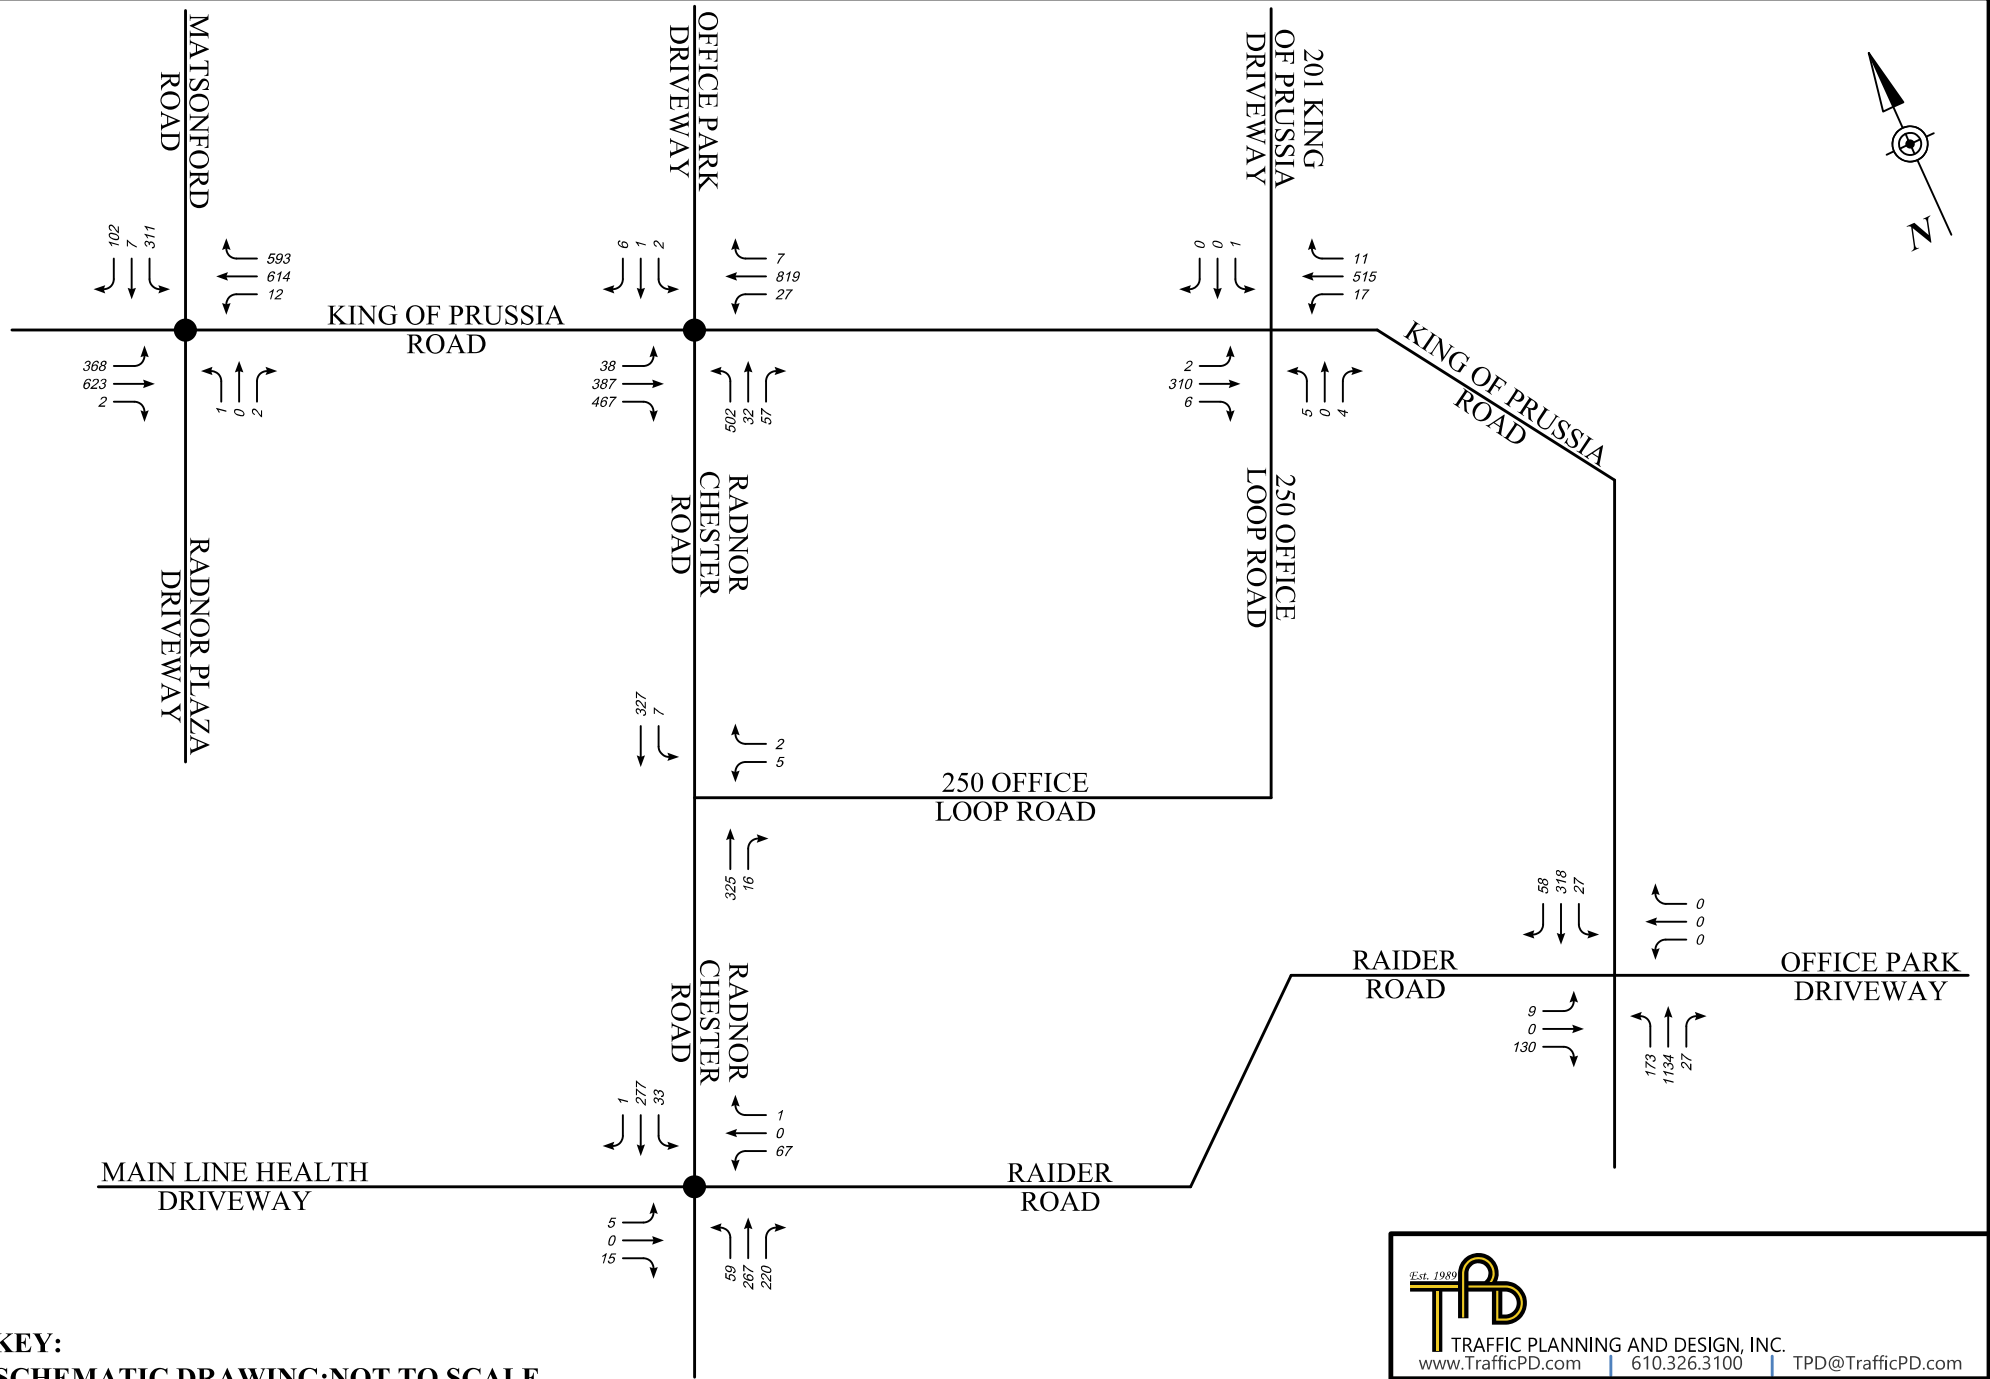 MATSONFORD
ROAD
OFFICE PARK
DRIVEWAY
201 KING
OF PRUSSIA
DRIVEWAY
N
102
7
311
593
614
12
6
1
2
7
819
27
0
0
1
11
515
17
KING OF PRUSSIA
ROAD
KING OF PRUSSIA
ROAD
368
623
2
1
0
2
38
387
467
502
32
57
2
310
6
5
0
4
RADNOR PLAZA
DRIVEWAY
RADNOR
CHESTER
ROAD
250 OFFICE
LOOP ROAD
327
7
2
5
250 OFFICE
LOOP ROAD
325
16
58
318
27
0
0
0
RAIDER
ROAD
OFFICE PARK
DRIVEWAY
9
0
130
173
1134
27
RADNOR
CHESTER
ROAD
1
277
33
1
0
67
MAIN LINE HEALTH
DRIVEWAY
RAIDER
ROAD
5
0
15
59
267
220
KEY:
SCHEMATIC DRAWING:NOT TO SCALE
Est. 1989
TPD
TRAFFIC PLANNING AND DESIGN, INC.
www.TrafficPD.com | 610.326.3100 | TPD@TrafficPD.com